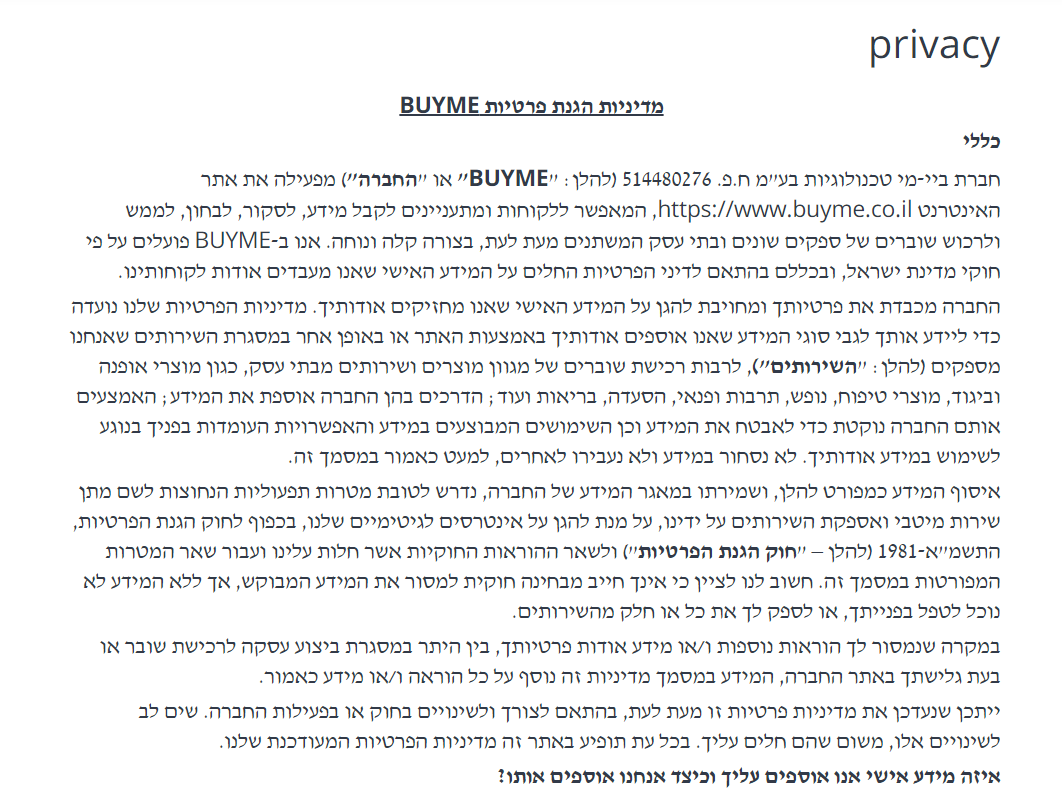 privacy
מדיניות הגנת פרטיות BUYME
כללי
חברת ביי-מי טכנולוגיות בע״מ ח.פ. 514480276 (להלן: ״BUYME״ או ״החברה״) מפעילה את אתר
האינטרנט https://www.buyme.co.il, המאפשר ללקוחות ומתעניינים לקבל מידע, לסקור, לבחון, לממש
ולרכוש שוברים של ספקים שונים ובתי עסק המשתנים מעת לעת, בצורה קלה ונוחה. אנו ב-BUYME פועלים על פי
חוקי מדינת ישראל, ובכללם בהתאם לדיני הפרטיות החלים על המידע האישי שאנו מעבדים אודות לקוחותינו.
החברה מכבדת את פרטיותך ומחויבת להגן על המידע האישי שאנו מחזיקים אודותיך. מדיניות הפרטיות שלנו נועדה
כדי ליידע אותך לגבי סוגי המידע שאנו אוספים אודותיך באמצעות האתר או באופן אחר במסגרת השירותים שאנחנו
מספקים (להלן: ״השירותים״), לרבות רכישת שוברים של מגוון מוצרים ושירותים מבתי עסק, כגון מוצרי אופנה
וביגוד, מוצרי טיפוח, נופש, תרבות ופנאי, הסעדה, בריאות ועוד; הדרכים בהן החברה אוספת את המידע; האמצעים
אותם החברה נוקטת כדי לאבטח את המידע וכן השימושים המבוצעים במידע והאפשרויות העומדות בפניך בנוגע
לשימוש במידע אודותיך. לא נסחור במידע ולא נעבירו לאחרים, למעט כאמור במסמך זה.
איסוף המידע כמפורט להלן, ושמירתו במאגר המידע של החברה, נדרש לטובת מטרות תפעוליות הנחוצות לשם מתן
שירות מיטבי ואספקת השירותים על ידינו, על מנת להגן על אינטרסים לגיטימיים שלנו, בכפוף לחוק הגנת הפרטיות,
התשמ״א-1981 (להלן – ״חוק הגנת הפרטיות״) ולשאר ההוראות החוקיות אשר חלות עלינו ועבור שאר המטרות
המפורטות במסמך זה. חשוב לנו לציין כי אינך חייב מבחינה חוקית למסור את המידע המבוקש, אך ללא המידע לא
נוכל לטפל בפנייתך, או לספק לך את כל או חלק מהשירותים.
במקרה שנמסור לך הוראות נוספות ו/או מידע אודות פרטיותך, בין היתר במסגרת ביצוע עסקה לרכישת שובר או
בעת גלישתך באתר החברה, המידע במסמך מדיניות זה נוסף על כל הוראה ו/או מידע כאמור.
ייתכן שנעדכן את מדיניות פרטיות זו מעת לעת, בהתאם לצורך ולשינויים בחוק או בפעילות החברה. שים לב
לשינויים אלו, משום שהם חלים עליך. בכל עת תופיע באתר זה מדיניות הפרטיות המעודכנת שלנו.
איזה מידע אישי אנו אוספים עליך וכיצד אנחנו אוספים אותו?